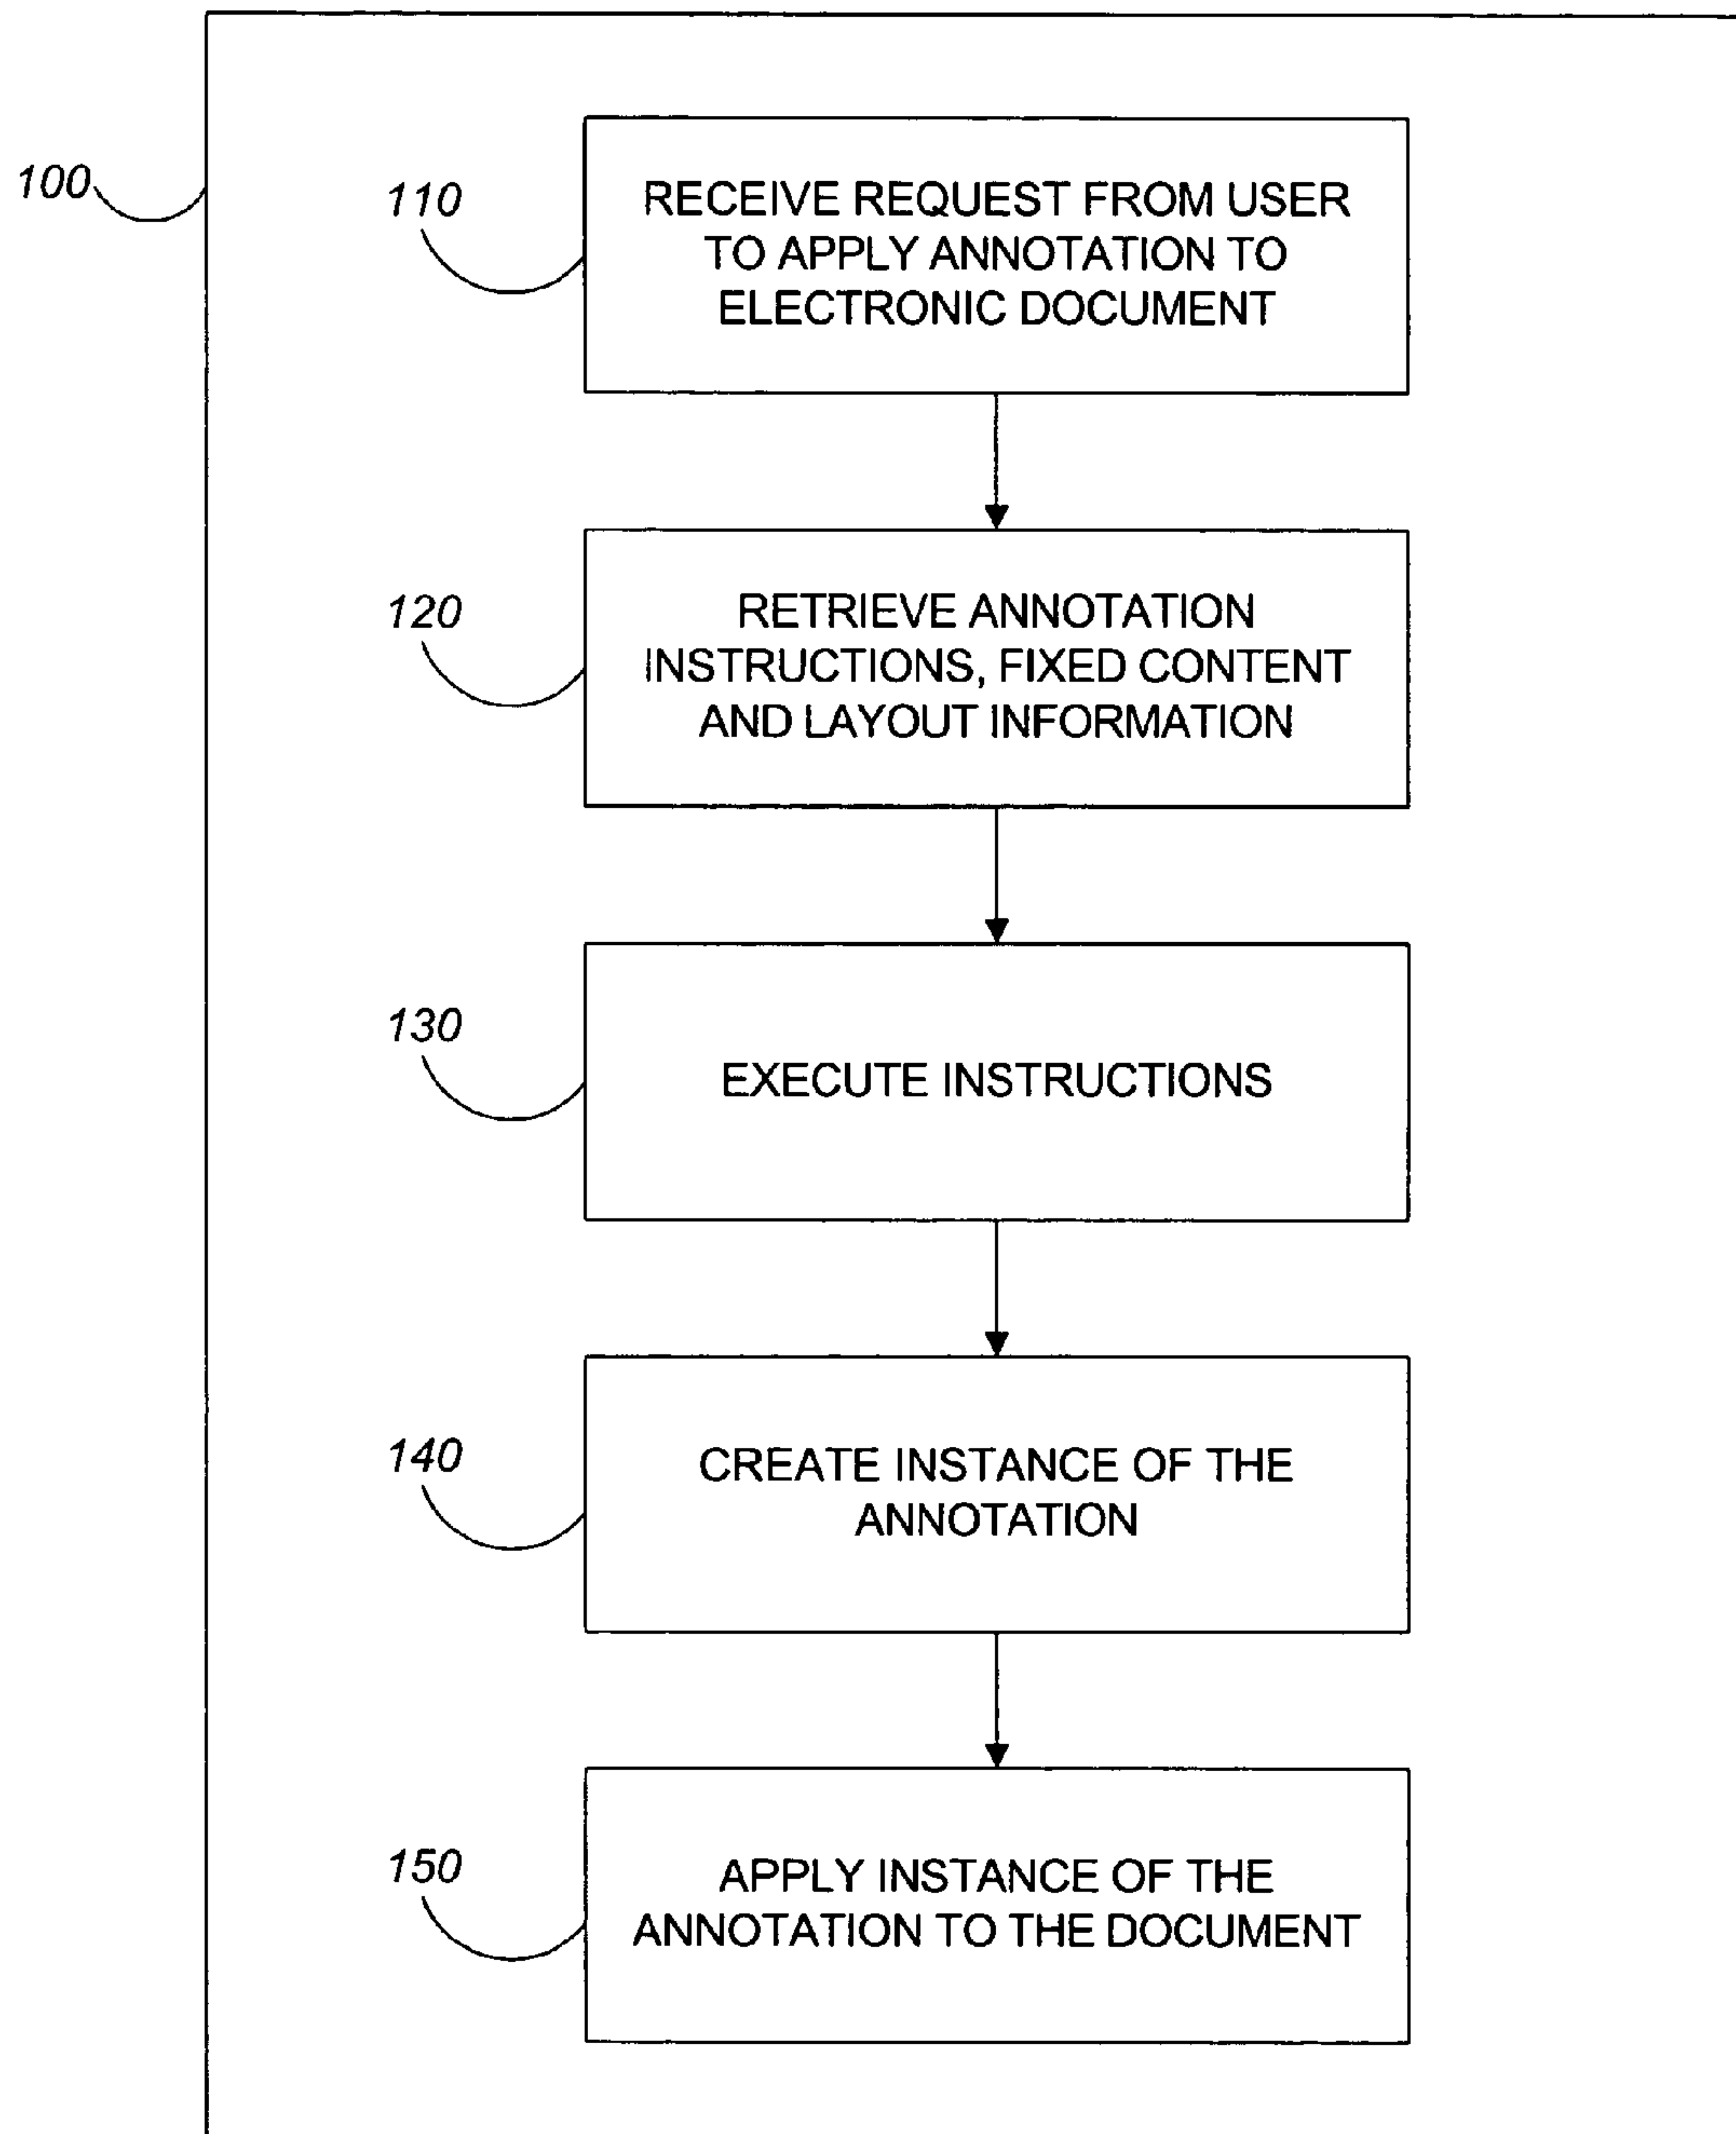 100
110
RECEIVE REQUEST FROM USER
TO APPLY ANNOTATION TO
ELECTRONIC DOCUMENT
120
RETRIEVE ANNOTATION
INSTRUCTIONS, FIXED CONTENT
AND LAYOUT INFORMATION
130
EXECUTE INSTRUCTIONS
140
CREATE INSTANCE OF THE
ANNOTATION
150
APPLY INSTANCE OF THE
ANNOTATION TO THE DOCUMENT